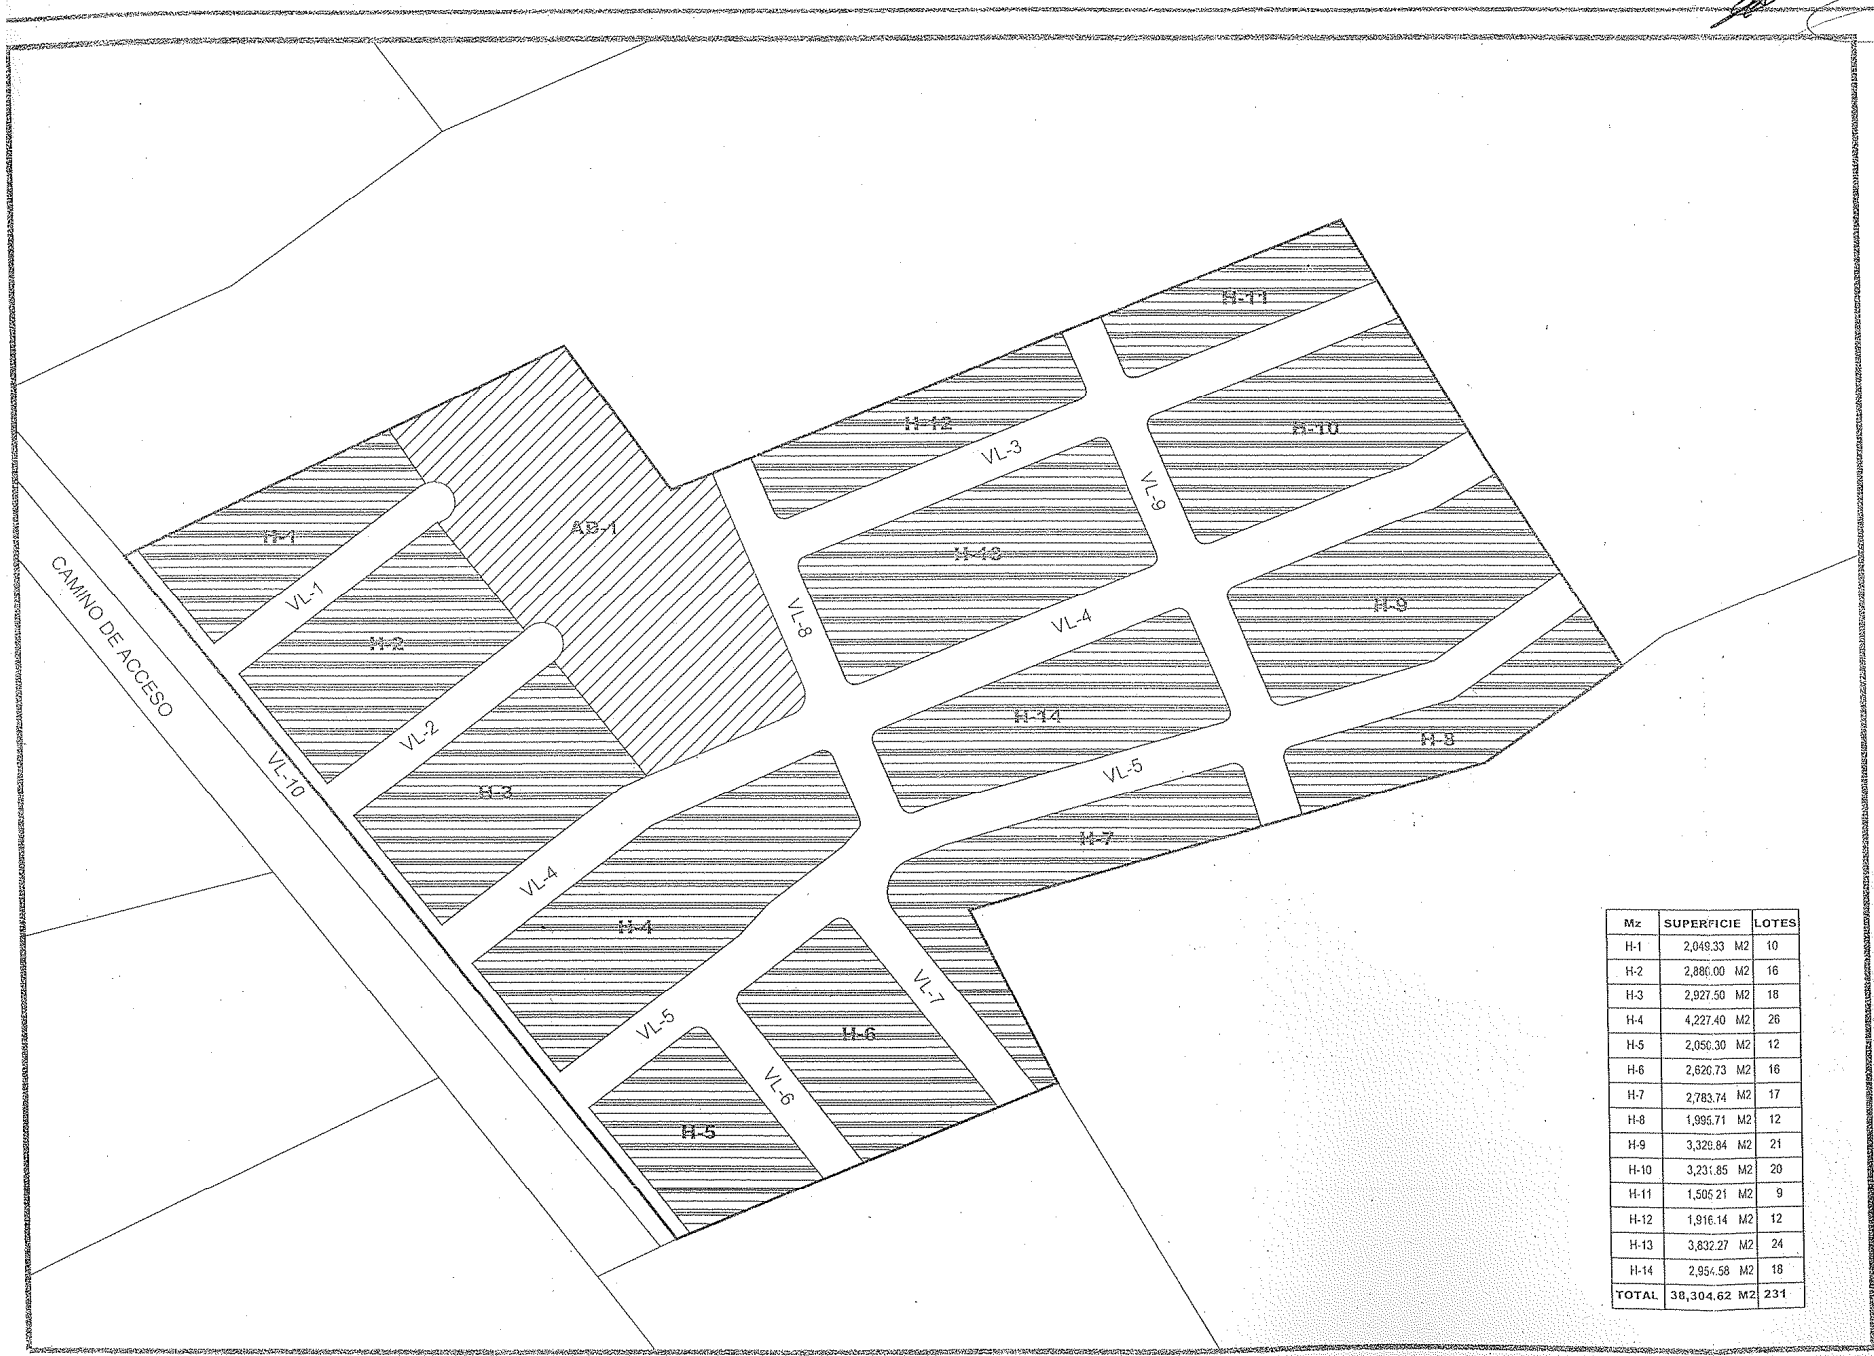 H-11
H-12
H-10
VL-3
VL-9
AB-1
H-1
H-13
VL-1
H-9
VL-8
VL-4
H-2
CAMINO DE ACCESO
H-14
VL-2
H-8
VL-10
VL-5
H-3
H-7
VL-4
H-4
VL-7
VL-5
H-6
VL-6
H-5
Mz SUPERFICIE LOTES
H-1 2,049.33 M2 10
H-2 2,880.00 M2 16
H-3 2,927.50 M2 18
H-4 4,227.40 M2 26
H-5 2,050.30 M2 12
H-6 2,620.73 M2 16
H-7 2,783.74 M2 17
H-8 1,995.71 M2 12
H-9 3,329.84 M2 21
H-10 3,231.85 M2 20
H-11 1,505.21 M2 9
H-12 1,916.14 M2 12
H-13 3,832.27 M2 24
H-14 2,954.58 M2 18
TOTAL 38,304.62 M2 231